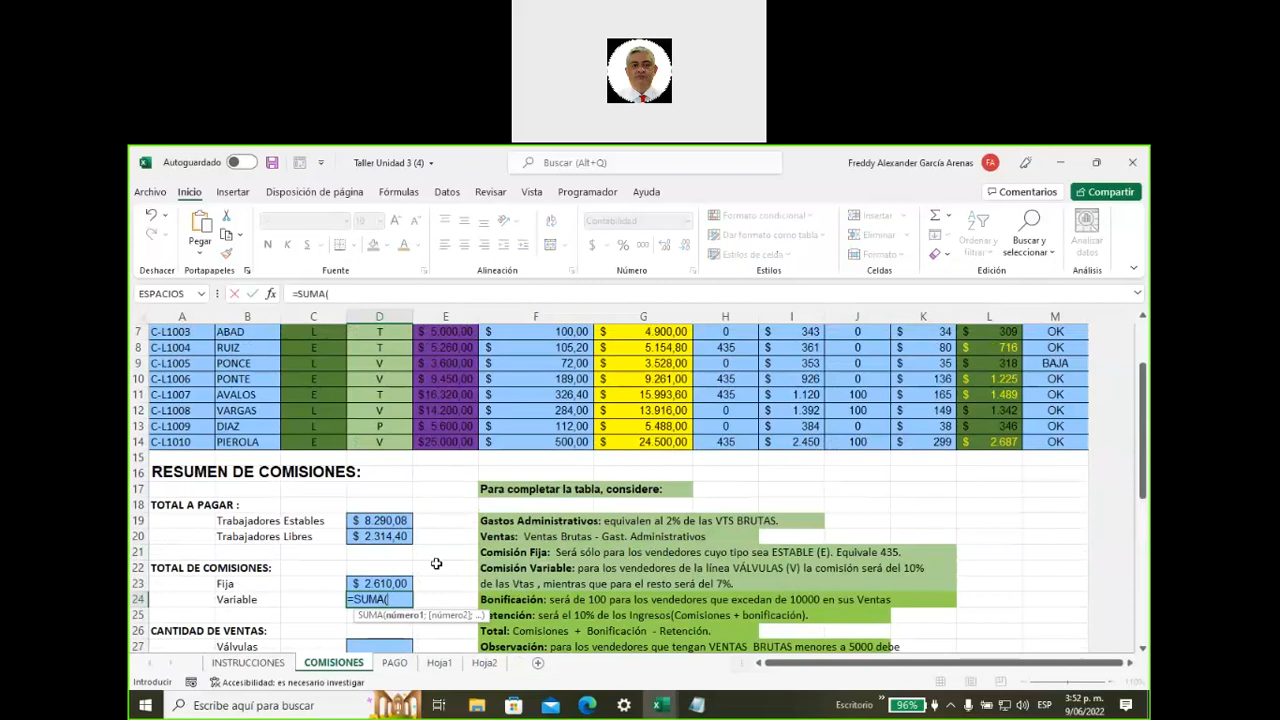 Autoguardado
Taller Unidad 3 (4)
Buscar (Alt+Q)
Freddy Alexander García Arenas
FA
Archivo Inicio Insertar Disposición de página Fórmulas Datos Revisar Vista Programador Ayuda
Comentarios
Compartir
Pegar
10
N K S
Contabilidad
$ % 000
Formato condicional
Dar formato como tabla
Estilos de celda
Insertar
Eliminar
Formato
Ordenar y filtrar
Buscar y seleccionar
Analizar datos
Deshacer Portapapeles Fuente Alineación Número Estilos Celdas Edición Análisis
ESPACIOS fx =SUMA(
A B C D E F G H I J K L M
7 C-L1003 ABAD L T $ 5.000,00 $ 100,00 $ 4.900,00 0 $ 343 $ 0 $ 34 $ 309 OK
8 C-L1004 RUIZ E T $ 5.260,00 $ 105,20 $ 5.154,80 435 $ 361 $ 0 $ 80 $ 716 OK
9 C-L1005 PONCE L V $ 3.600,00 $ 72,00 $ 3.528,00 0 $ 353 $ 0 $ 35 $ 318 BAJA
10 C-L1006 PONTE E V $ 9.450,00 $ 189,00 $ 9.261,00 435 $ 926 $ 0 $ 136 $ 1.225 OK
11 C-L1007 AVALOS E T $16.320,00 $ 326,40 $ 15.993,60 435 $ 1.120 $ 100 $ 165 $ 1.489 OK
12 C-L1008 VARGAS L V $14.200,00 $ 284,00 $ 13.916,00 0 $ 1.392 $ 100 $ 149 $ 1.342 OK
13 C-L1009 DIAZ L P $ 5.600,00 $ 112,00 $ 5.488,00 0 $ 384 $ 0 $ 38 $ 346 OK
14 C-L1010 PIEROLA E V $25.000,00 $ 500,00 $ 24.500,00 435 $ 2.450 $ 100 $ 299 $ 2.687 OK
15
16 RESUMEN DE COMISIONES:
17 Para completar la tabla, considere:
18 TOTAL A PAGAR :
19 Trabajadores Estables $ 8.290,08 Gastos Administrativos: equivalen al 2% de las VTS BRUTAS.
20 Trabajadores Libres $ 2.314,40 Ventas: Ventas Brutas - Gast. Administrativos
21 Comisión Fija: Será sólo para los vendedores cuyo tipo sea ESTABLE (E). Equivale 435.
22 TOTAL DE COMISIONES: Comisión Variable: para los vendedores de la línea VÁLVULAS (V) la comisión será del 10%
23 Fija $ 2.610,00 de las Vtas , mientras que para el resto será del 7%.
24 Variable =SUMA( Bonificación: será de 100 para los vendedores que excedan de 10000 en sus Ventas
SUMA(número1; [número2]; ...)
25 Retención: será el 10% de los Ingresos(Comisiones + bonificación).
26 CANTIDAD DE VENTAS: Total: Comisiones + Bonificación - Retención.
27 Válvulas Observación: para los vendedores que tengan VENTAS BRUTAS menores a 5000 debe
INSTRUCCIONES COMISIONES PAGO Hoja1 Hoja2
Introducir Accesibilidad: es necesario investigar 110%
Escribe aquí para buscar
Escritorio
96%
ESP
3:52 p. m.
9/06/2022